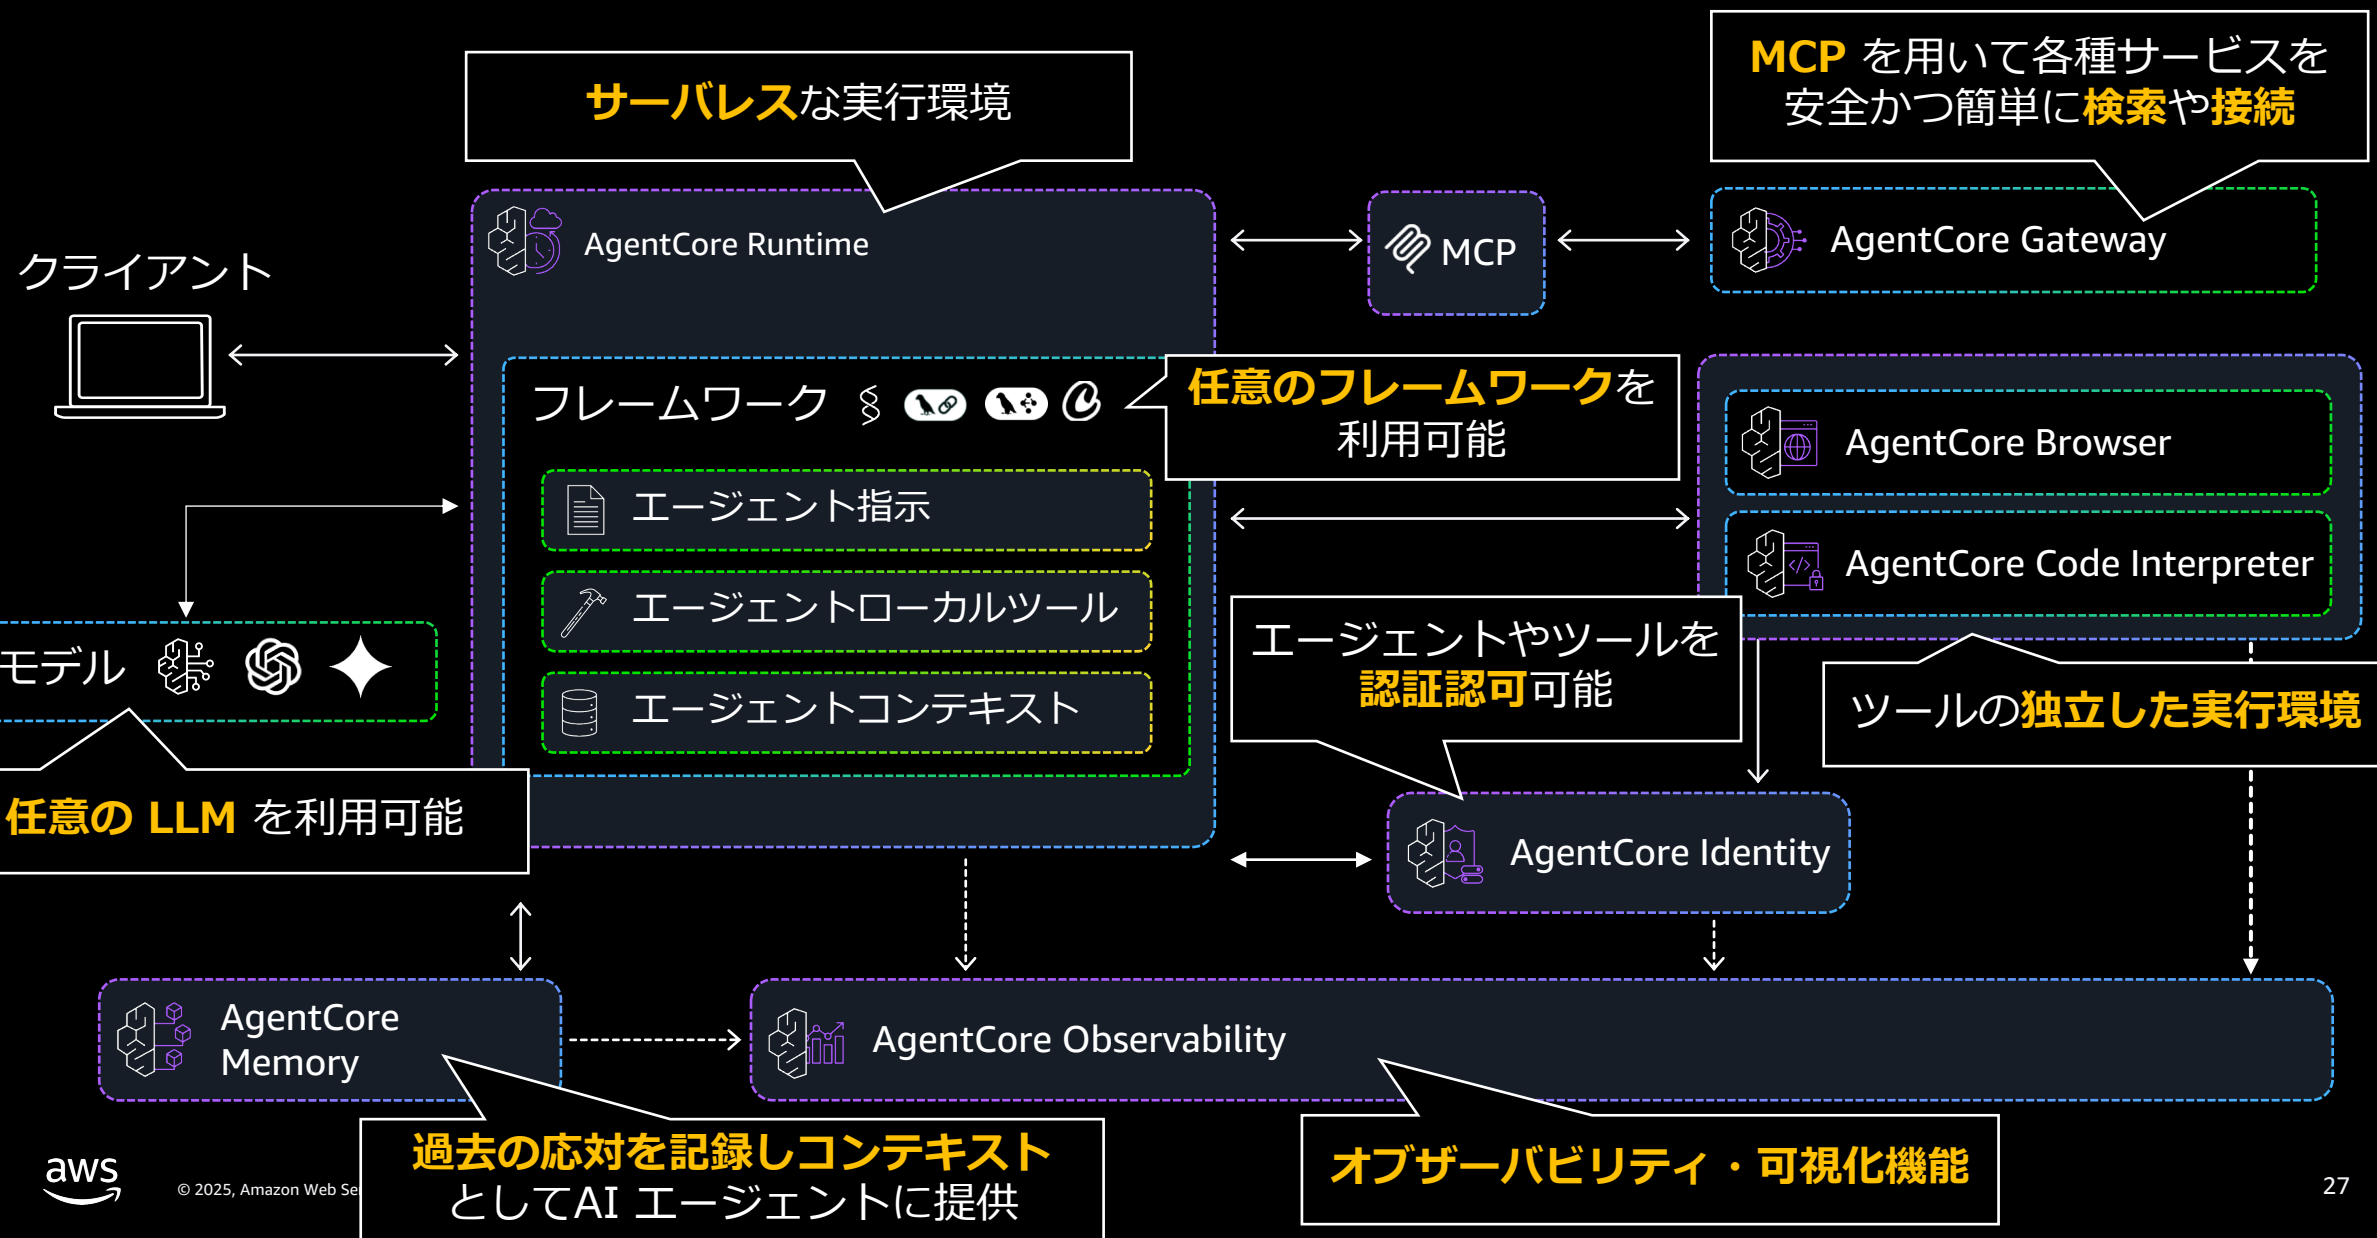 サーバレスな実行環境
MCP を用いて各種サービスを
安全かつ簡単に検索や接続
クライアント
AgentCore Runtime
MCP
AgentCore Gateway
フレームワーク
任意のフレームワークを
利用可能
エージェント指示
エージェントローカルツール
エージェントコンテキスト
AgentCore Browser
AgentCore Code Interpreter
モデル
任意の LLM を利用可能
エージェントやツールを
認証認可可能
ツールの独立した実行環境
AgentCore Identity
AgentCore
Memory
AgentCore Observability
過去の応対を記録しコンテキスト
としてAI エージェントに提供
オブザーバビリティ・可視化機能
aws
© 2025, Amazon Web
27